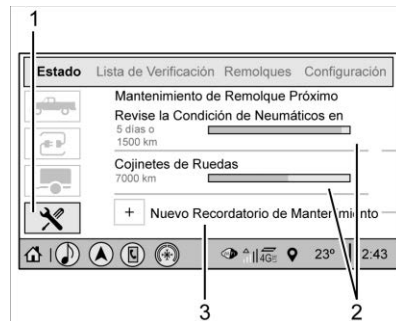 1
Estado Lista de Verificación Remolques Configuración
Mantenimiento de Remolque Próximo
Revise la Condición de Neumáticos en
5 días o
1500 km
Cojinetes de Ruedas
7000 km
+ Nuevo Recordatorio de Mantenimiento
4G 23° 2:43
3 2